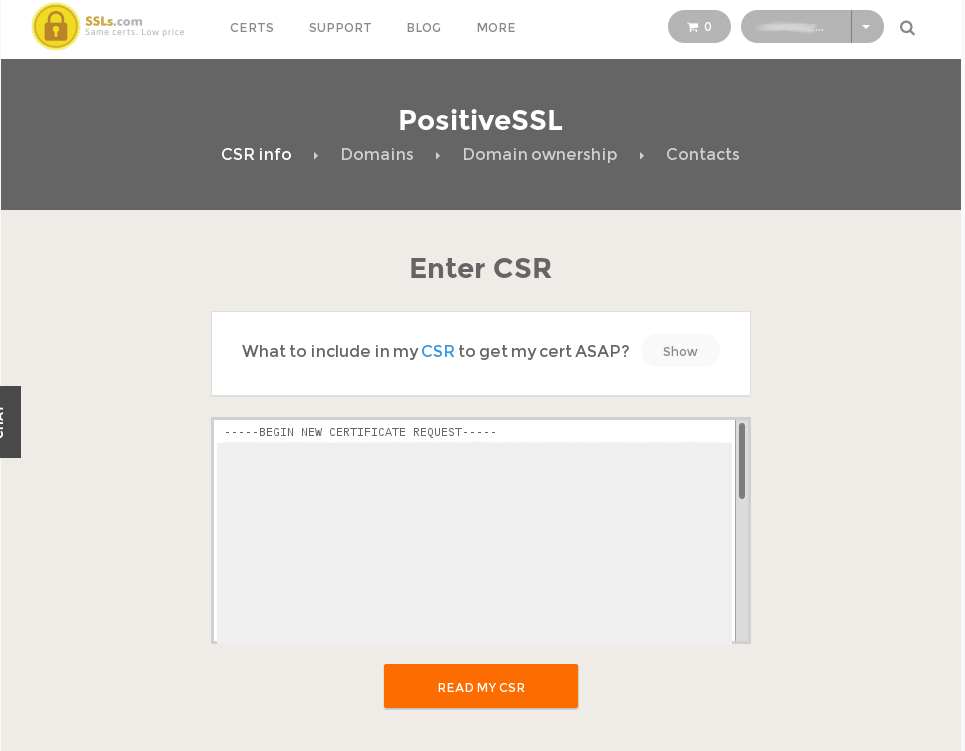 SSLs.com
Same certs. Low price
CERTS SUPPORT BLOG MORE
0
...
PositiveSSL
CSR info Domains Domain ownership Contacts
Enter CSR
What to include in my CSR to get my cert ASAP? Show
CHAT
-----BEGIN NEW CERTIFICATE REQUEST-----
READ MY CSR